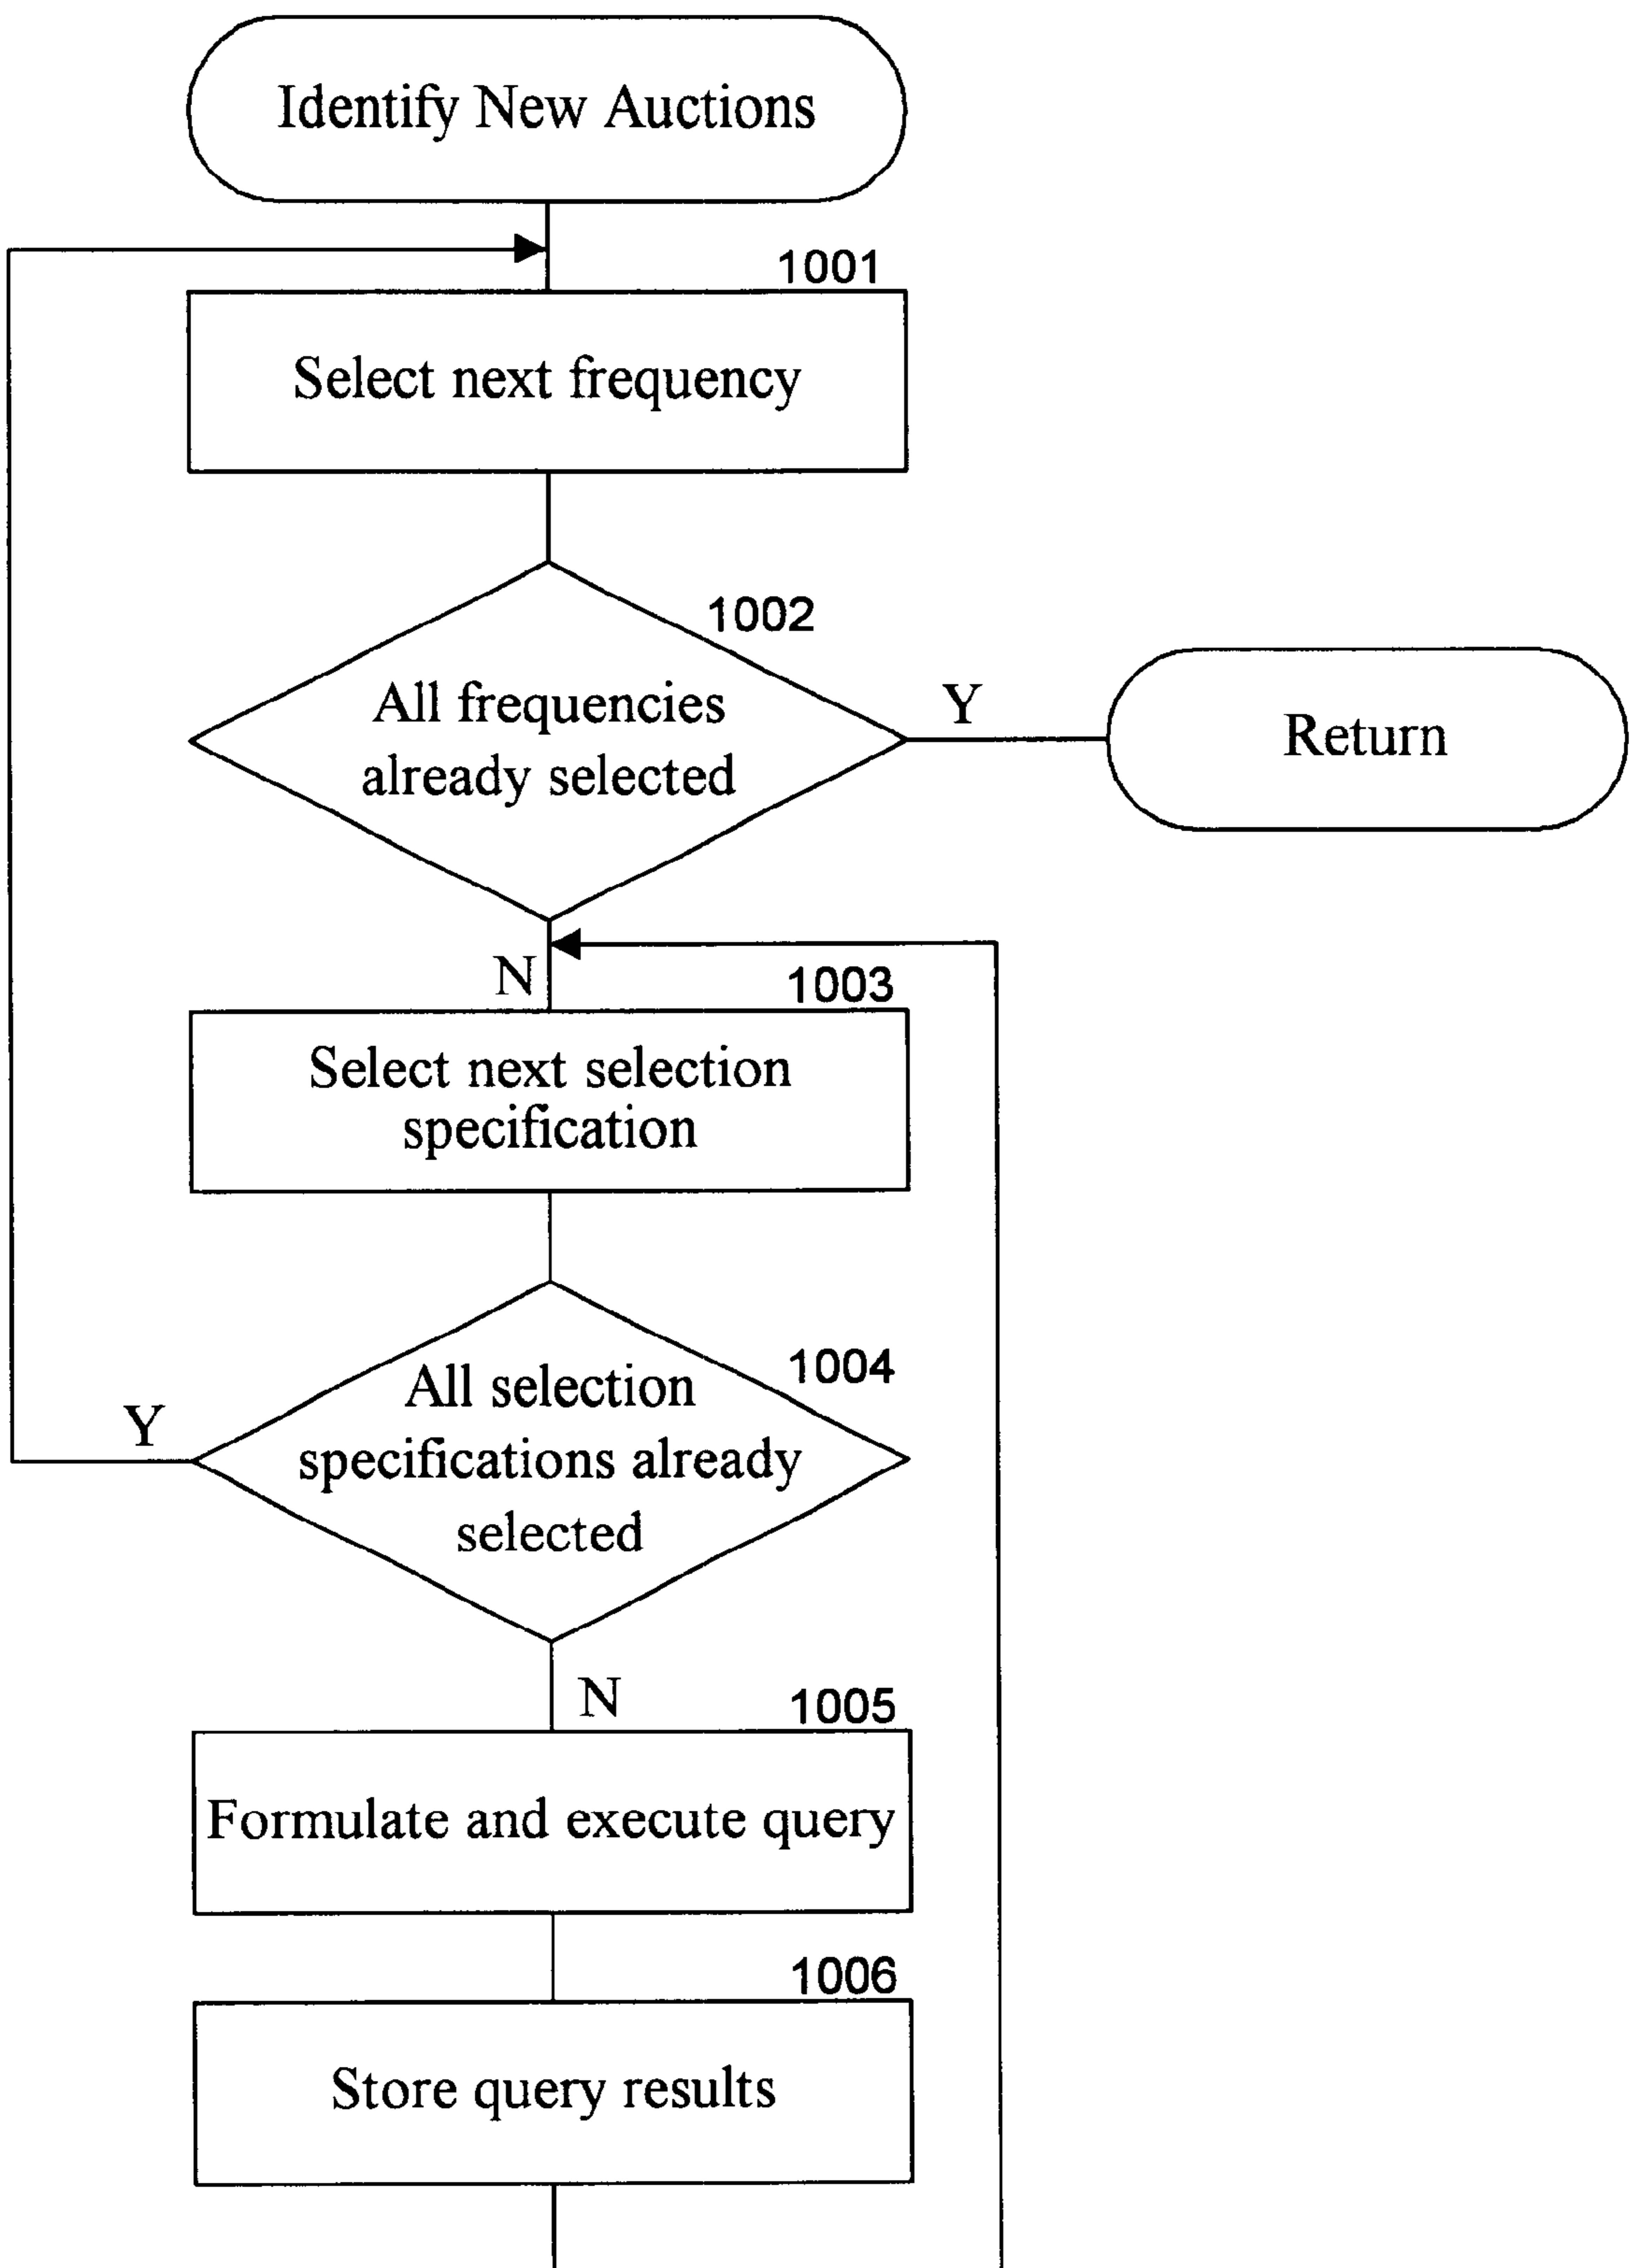 Identify New Auctions
1001
Select next frequency
1002
All frequencies
already selected
Y
Return
N
1003
Select next selection
specification
1004
All selection
specifications already
selected
Y
N
1005
Formulate and execute query
1006
Store query results